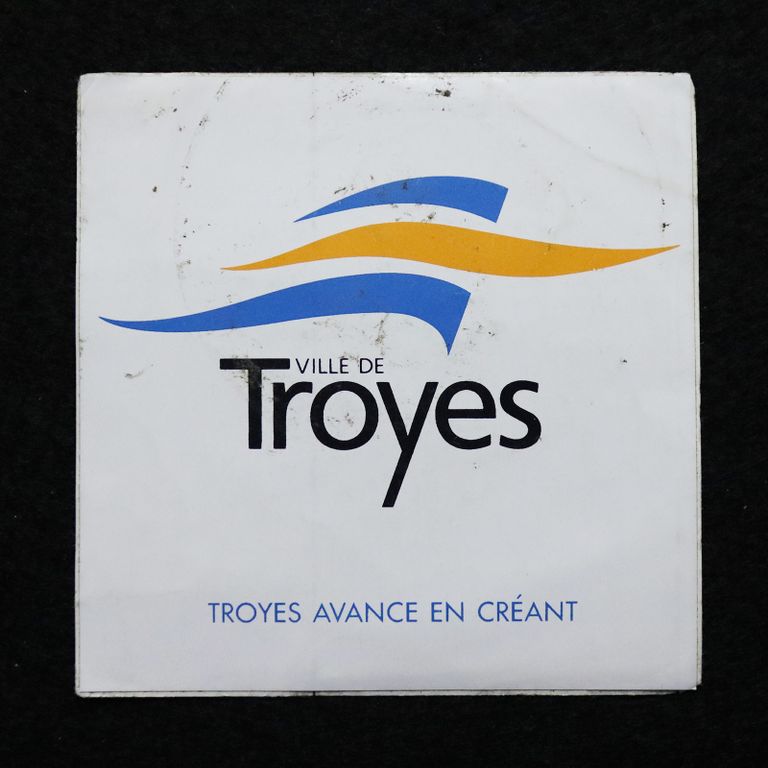 VILLE DE
Troyes
TROYES AVANCE EN CRÉANT